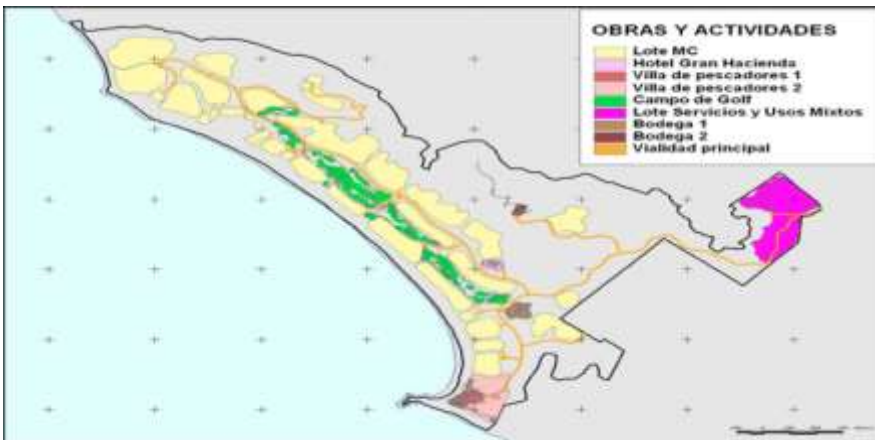 OBRAS Y ACTIVIDADES
Lote MC
Hotel Gran Hacienda
Villa de pescadores 1
Villa de pescadores 2
Campo de Golf
Lote Servicios y Usos Mixtos
Bodega 1
Bodega 2
Vialidad principal